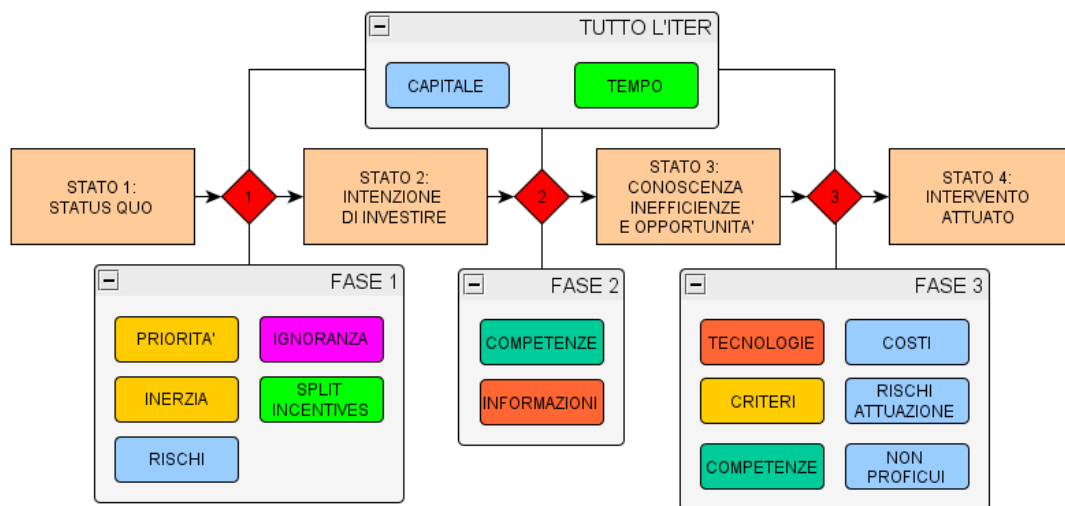 TUTTO L'ITER
CAPITALE
TEMPO
STATO 1:
STATUS QUO
1
STATO 2:
INTENZIONE
DI INVESTIRE
2
STATO 3:
CONOSCENZA
INEFFICIENZE
E OPPORTUNITA'
3
STATO 4:
INTERVENTO
ATTUATO
FASE 1
PRIORITA'
IGNORANZA
INERZIA
SPLIT
INCENTIVES
RISCHI
FASE 2
COMPETENZE
INFORMAZIONI
FASE 3
TECNOLOGIE
COSTI
CRITERI
RISCHI
ATTUAZIONE
COMPETENZE
NON
PROFICUI